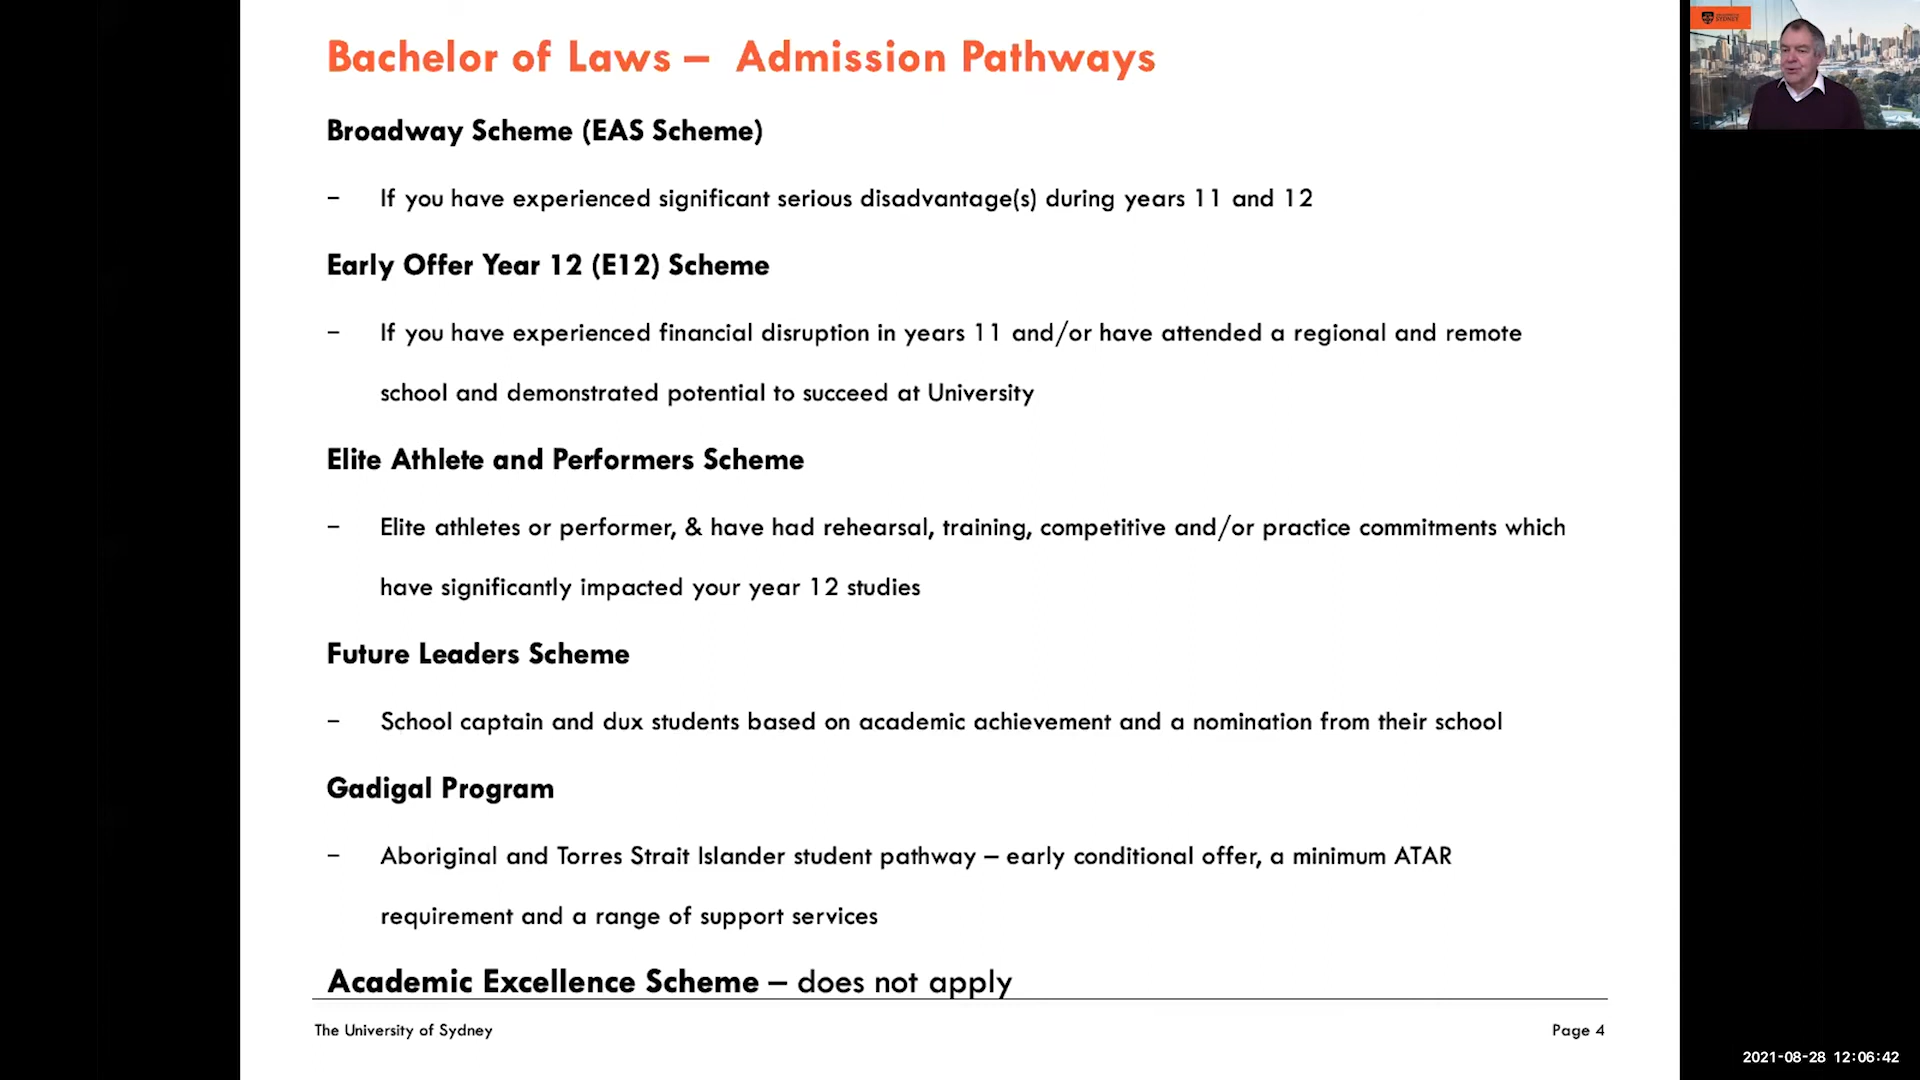 Bachelor of Laws – Admission Pathways
Broadway Scheme (EAS Scheme)
– If you have experienced significant serious disadvantage(s) during years 11 and 12
Early Offer Year 12 (E12) Scheme
– If you have experienced financial disruption in years 11 and/or have attended a regional and remote
school and demonstrated potential to succeed at University
Elite Athlete and Performers Scheme
– Elite athletes or performer, & have had rehearsal, training, competitive and/or practice commitments which
have significantly impacted your year 12 studies
Future Leaders Scheme
– School captain and dux students based on academic achievement and a nomination from their school
Gadigal Program
– Aboriginal and Torres Strait Islander student pathway – early conditional offer, a minimum ATAR
requirement and a range of support services
Academic Excellence Scheme – does not apply
The University of Sydney
Page 4
SYDNEY
2021-08-28 12:06:42